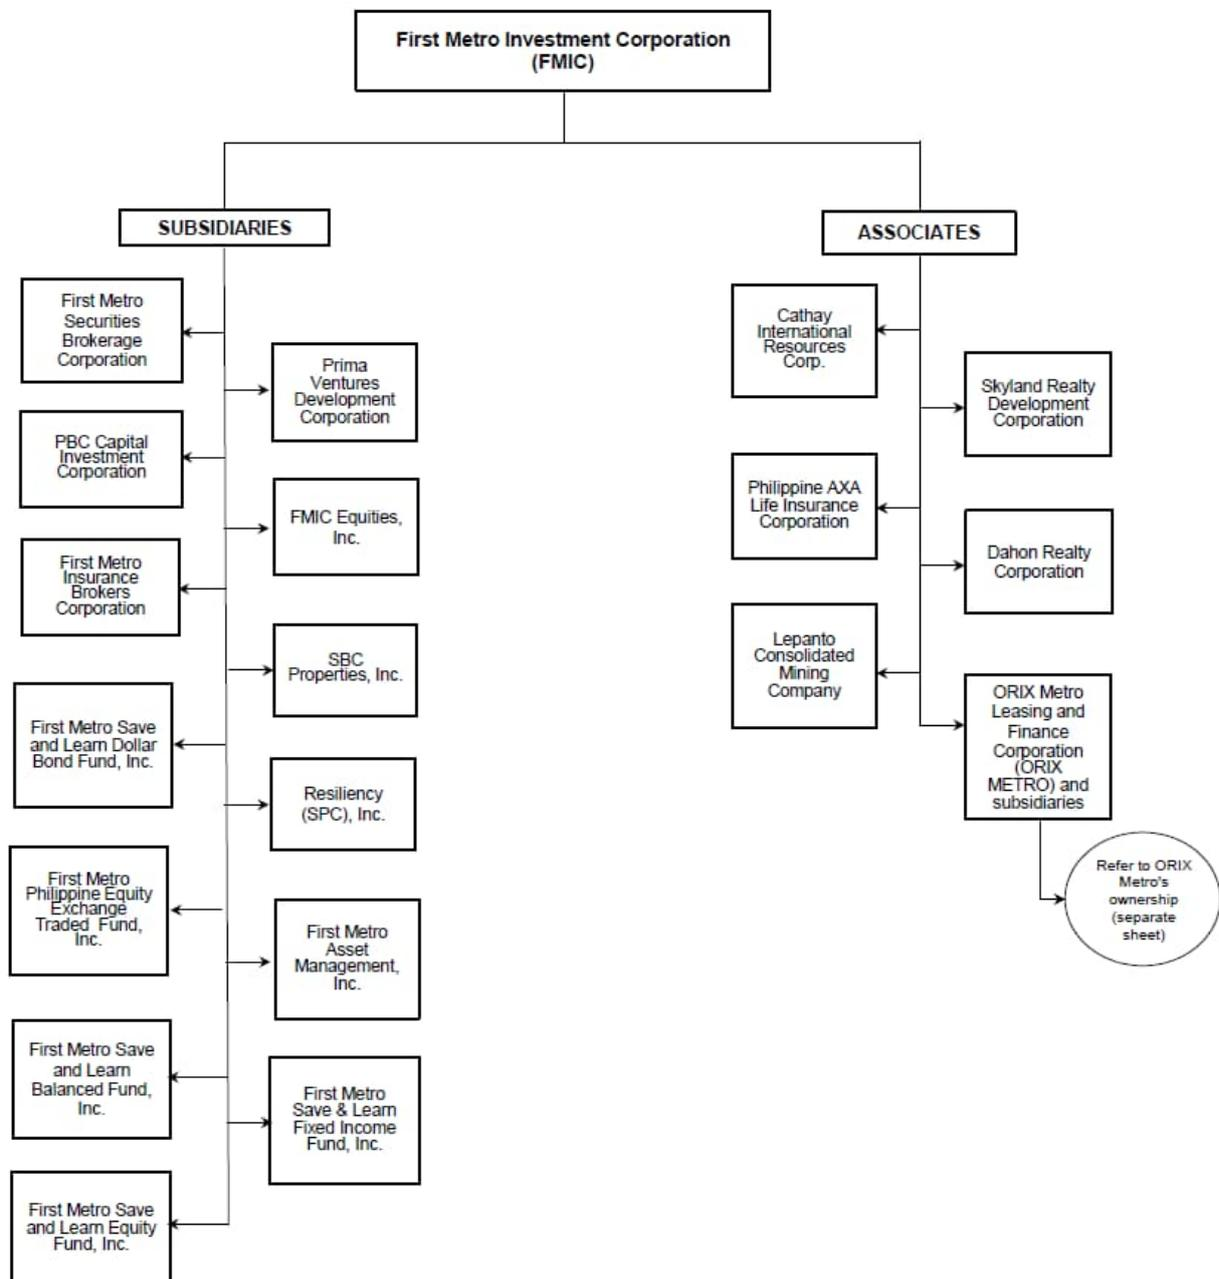 First Metro Investment Corporation
(FMIC)
SUBSIDIARIES
First Metro
Securities
Brokerage
Corporation
Prima
Ventures
Development
Corporation
PBC Capital
Investment
Corporation
FMIC Equities,
Inc.
First Metro
Insurance
Brokers
Corporation
SBC
Properties, Inc.
First Metro Save
and Learn Dollar
Bond Fund, Inc.
Resiliency
(SPC), Inc.
First Metro
Philippine Equity
Exchange
Traded Fund,
Inc.
First Metro
Asset
Management,
Inc.
First Metro Save
and Learn
Balanced Fund,
Inc.
First Metro
Save & Learn
Fixed Income
Fund, Inc.
First Metro Save
and Learn Equity
Fund, Inc.
ASSOCIATES
Cathay
International
Resources
Corp.
Skyland Realty
Development
Corporation
Philippine AXA
Life Insurance
Corporation
Dahon Realty
Corporation
Lepanto
Consolidated
Mining
Company
ORIX Metro
Leasing and
Finance
Corporation
(ORIX
METRO) and
subsidiaries
Refer to ORIX
Metro's
ownership
(separate
sheet)